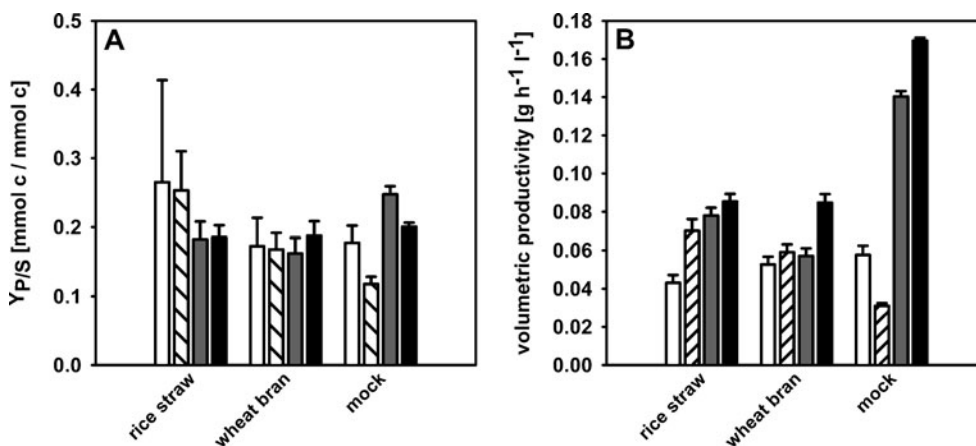 A
Y P/S [mmol c / mmol c]
0.5
0.4
0.3
0.2
0.1
0.0
rice straw
wheat bran
mock
B
volumetric productivity [g h-1 l-1]
0.18
0.16
0.14
0.12
0.10
0.08
0.06
0.04
0.02
0.00
rice straw
wheat bran
mock